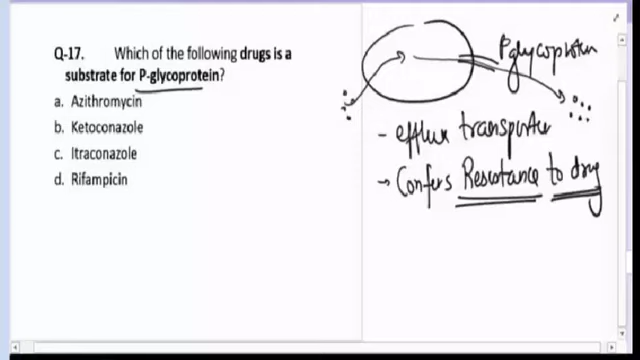 Q-17. Which of the following drugs is a
substrate for P-glycoprotein?
a. Azithromycin
b. Ketoconazole
c. Itraconazole
d. Rifampicin
Pglycoprotein
- efflux transporter
→ Confers Resistance to drug